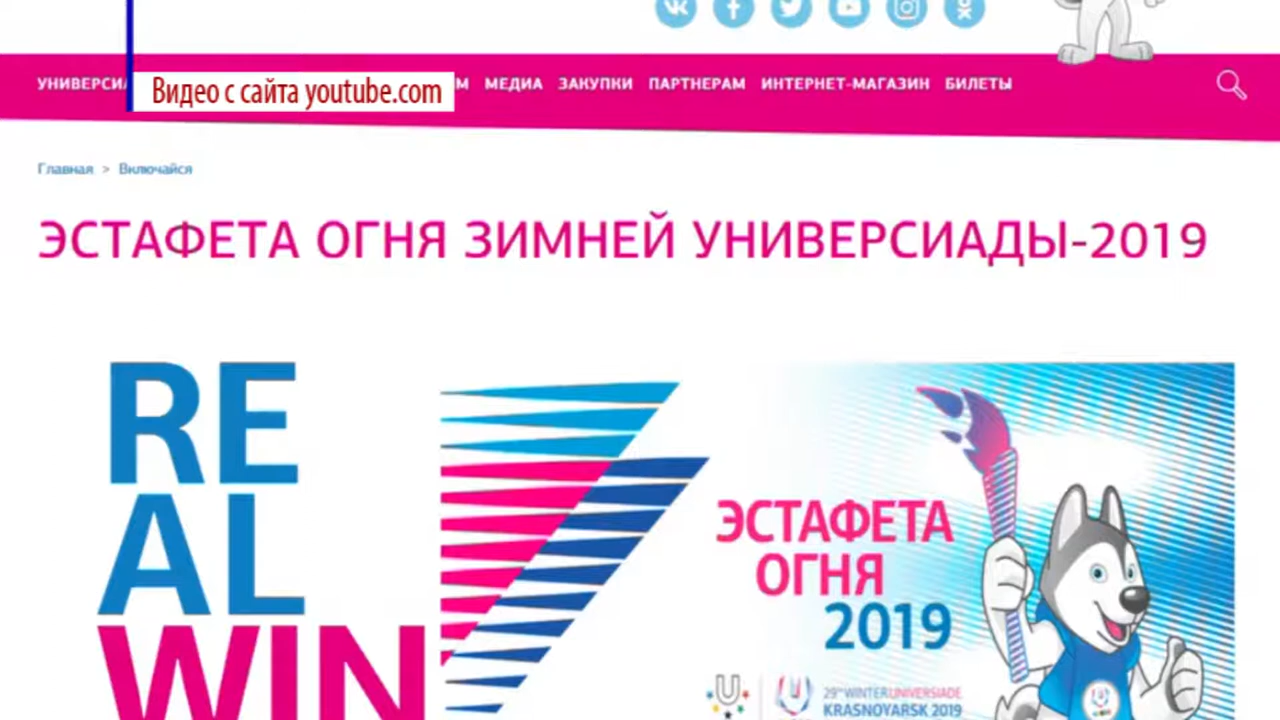 УНИВЕРСИА
Видео с сайта youtube.com
М МЕДИА ЗАКУПКИ ПАРТНЕРАМ ИНТЕРНЕТ-МАГАЗИН БИЛЕТЫ
Главная > Включайся
ЭСТАФЕТА ОГНЯ ЗИМНЕЙ УНИВЕРСИАДЫ-2019
RE
AL
WIN
ЭСТАФЕТА
ОГНЯ
2019
29TH WINTER UNIVERSIADE
KRASNOYARSK 2019